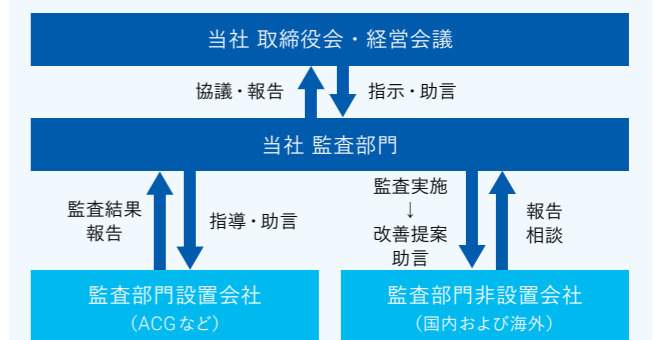 当社 取締役会・経営会議
協議・報告
指示・助言
当社 監査部門
監査結果
報告
指導・助言
監査実施
↓
改善提案
助言
報告
相談
監査部門設置会社
（ACGなど）
監査部門非設置会社
（国内および海外）